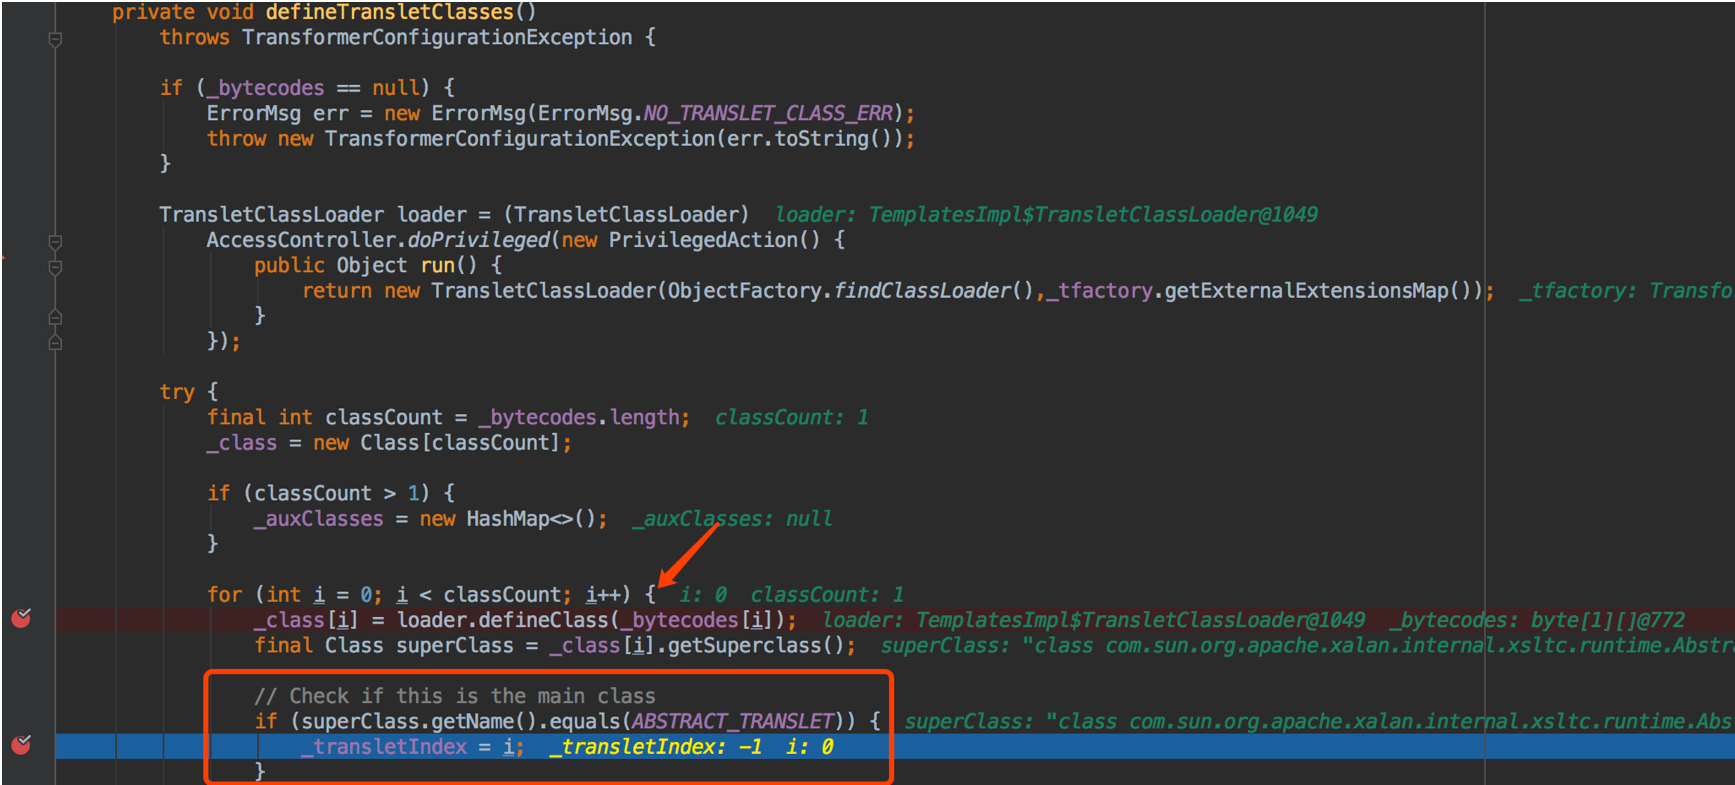 private void defineTransletClasses()
throws TransformerConfigurationException {
if (_bytecodes == null) {
ErrorMsg err = new ErrorMsg(ErrorMsg.NO_TRANSLET_CLASS_ERR);
throw new TransformerConfigurationException(err.toString());
}
TransletClassLoader loader = (TransletClassLoader) loader: TemplatesImpl$TransletClassLoader@1049
AccessController.doPrivileged(new PrivilegedAction() {
public Object run() {
return new TransletClassLoader(ObjectFactory.findClassLoader(),_tfactory.getExternalExtensionsMap()); _tfactory: Transfo
}
});
try {
final int classCount = _bytecodes.length; classCount: 1
_class = new Class[classCount];
if (classCount > 1) {
_auxClasses = new HashMap<>(); _auxClasses: null
}
for (int i = 0; i < classCount; i++) { i: 0 classCount: 1
_class[i] = loader.defineClass(_bytecodes[i]); loader: TemplatesImpl$TransletClassLoader@1049 _bytecodes: byte[1][]@772
final Class superClass = _class[i].getSuperclass(); superClass: "class com.sun.org.apache.xalan.internal.xsltc.runtime.Abstra
// Check if this is the main class
if (superClass.getName().equals(ABSTRACT_TRANSLET)) { superClass: "class com.sun.org.apache.xalan.internal.xsltc.runtime.Abs
_transletIndex = i; _transletIndex: -1 i: 0
}